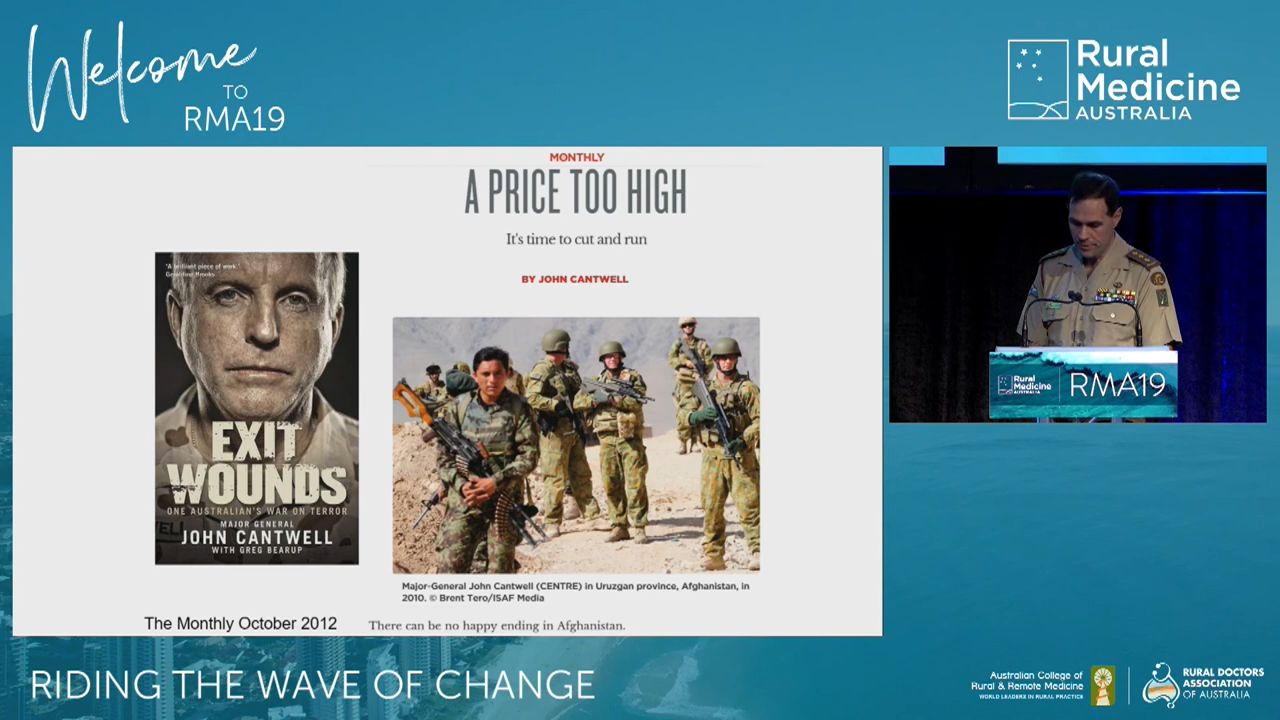 Welcome
TO
RMA19
Rural
Medicine
AUSTRALIA
MONTHLY
A PRICE TOO HIGH
It's time to cut and run
BY JOHN CANTWELL
"A brilliant piece of work."
Geraldine Brooks
EXIT
WOUNDS
ONE AUSTRALIAN'S WAR ON TERROR
MAJOR GENERAL
JOHN CANTWELL
WITH GREG BEARUP
Major-General John Cantwell (CENTRE) in Uruzgan province, Afghanistan, in
2010. © Brent Tero/ISAF Media
The Monthly October 2012
There can be no happy ending in Afghanistan.
Rural
Medicine
AUSTRALIA
RMA19
RIDING THE WAVE OF CHANGE
Australian College of
Rural & Remote Medicine
WORLD LEADERS IN RURAL PRACTICE
RURAL DOCTORS
ASSOCIATION
OF AUSTRALIA